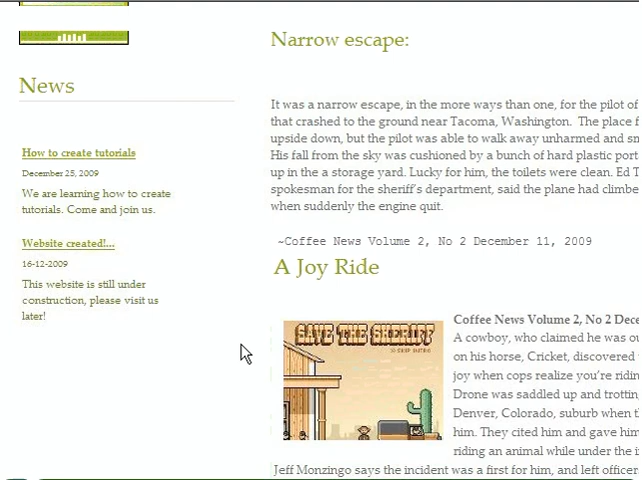 News
How to create tutorials
December 25, 2009
We are learning how to create
tutorials. Come and join us.
Website created!...
16-12-2009
This website is still under
construction, please visit us
later!
Narrow escape:
It was a narrow escape, in the more ways than one, for the pilot of
that crashed to the ground near Tacoma, Washington. The place f
upside down, but the pilot was able to walk away unharmed and sm
His fall from the sky was cushioned by a bunch of hard plastic port
up in the a storage yard. Lucky for him, the toilets were clean. Ed T
spokesman for the sheriff's department, said the plane had climbe
when suddenly the engine quit.
~Coffee News Volume 2, No 2 December 11, 2009
A Joy Ride
SAVE THE SHERIFF
Coffee News Volume 2, No 2 Dece
A cowboy, who claimed he was ou
on his horse, Cricket, discovered
joy when cops realize you're ridin
Drone was saddled up and trottin
Denver, Colorado, suburb when th
him. They cited him and gave him
riding an animal while under the i
Jeff Monzingo says the incident was a first for him, and left officer